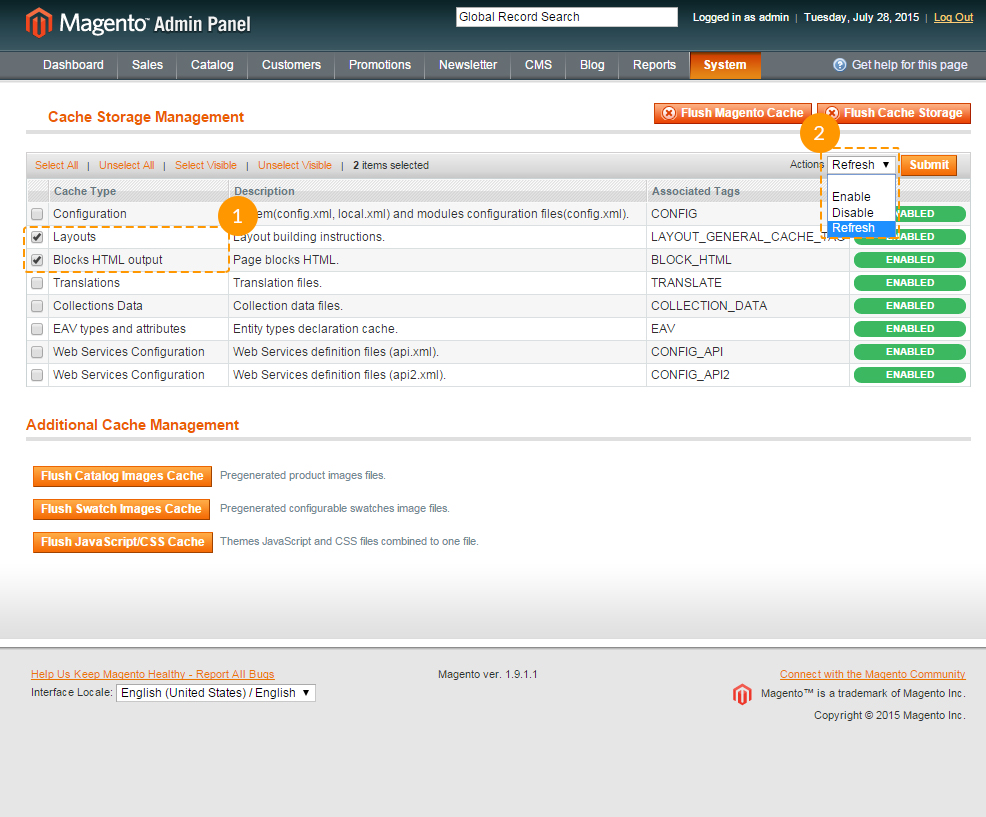 Magento™ Admin Panel
Global Record Search
Logged in as admin | Tuesday, July 28, 2015 | Log Out
Dashboard Sales Catalog Customers Promotions Newsletter CMS Blog Reports System Get help for this page
Cache Storage Management Flush Magento Cache Flush Cache Storage
2
Select All | Unselect All | Select Visible | Unselect Visible | 2 items selected Actions Refresh ▼ Submit
Enable
Disable
Refresh
Cache Type Description Associated Tags
1
Configuration em(config.xml, local.xml) and modules configuration files(config.xml). CONFIG ABLED
Layouts Layout building instructions. LAYOUT_GENERAL_CACHE_TAG ABLED
Blocks HTML output Page blocks HTML. BLOCK_HTML ENABLED
Translations Translation files. TRANSLATE ENABLED
Collections Data Collection data files. COLLECTION_DATA ENABLED
EAV types and attributes Entity types declaration cache. EAV ENABLED
Web Services Configuration Web Services definition files (api.xml). CONFIG_API ENABLED
Web Services Configuration Web Services definition files (api2.xml). CONFIG_API2 ENABLED
Additional Cache Management
Flush Catalog Images Cache Pregenerated product images files.
Flush Swatch Images Cache Pregenerated configurable swatches image files.
Flush JavaScript/CSS Cache Themes JavaScript and CSS files combined to one file.
Help Us Keep Magento Healthy - Report All Bugs Magento ver. 1.9.1.1 Connect with the Magento Community
Interface Locale: English (United States) / English ▼ Magento™ is a trademark of Magento Inc.
Copyright © 2015 Magento Inc.